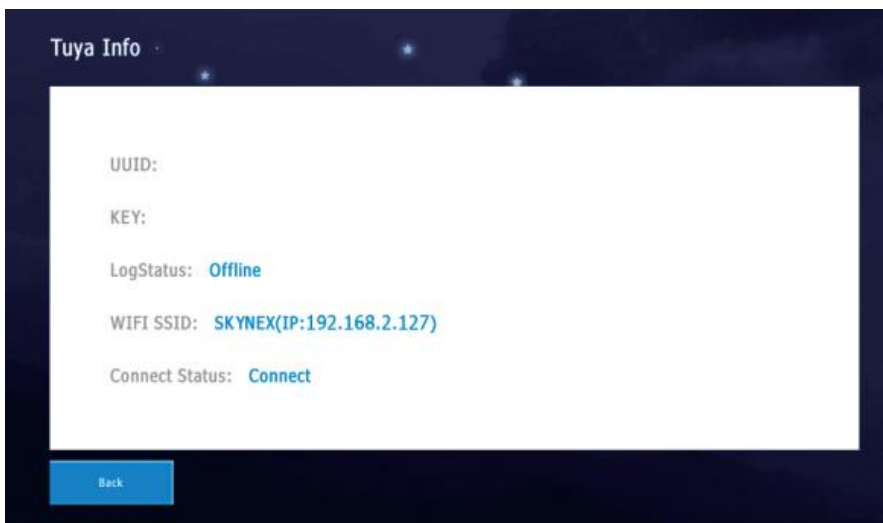 Tuya Info
UUID:
KEY:
LogStatus: Offline
WIFI SSID: SKYNEX(IP:192.168.2.127)
Connect Status: Connect
Back